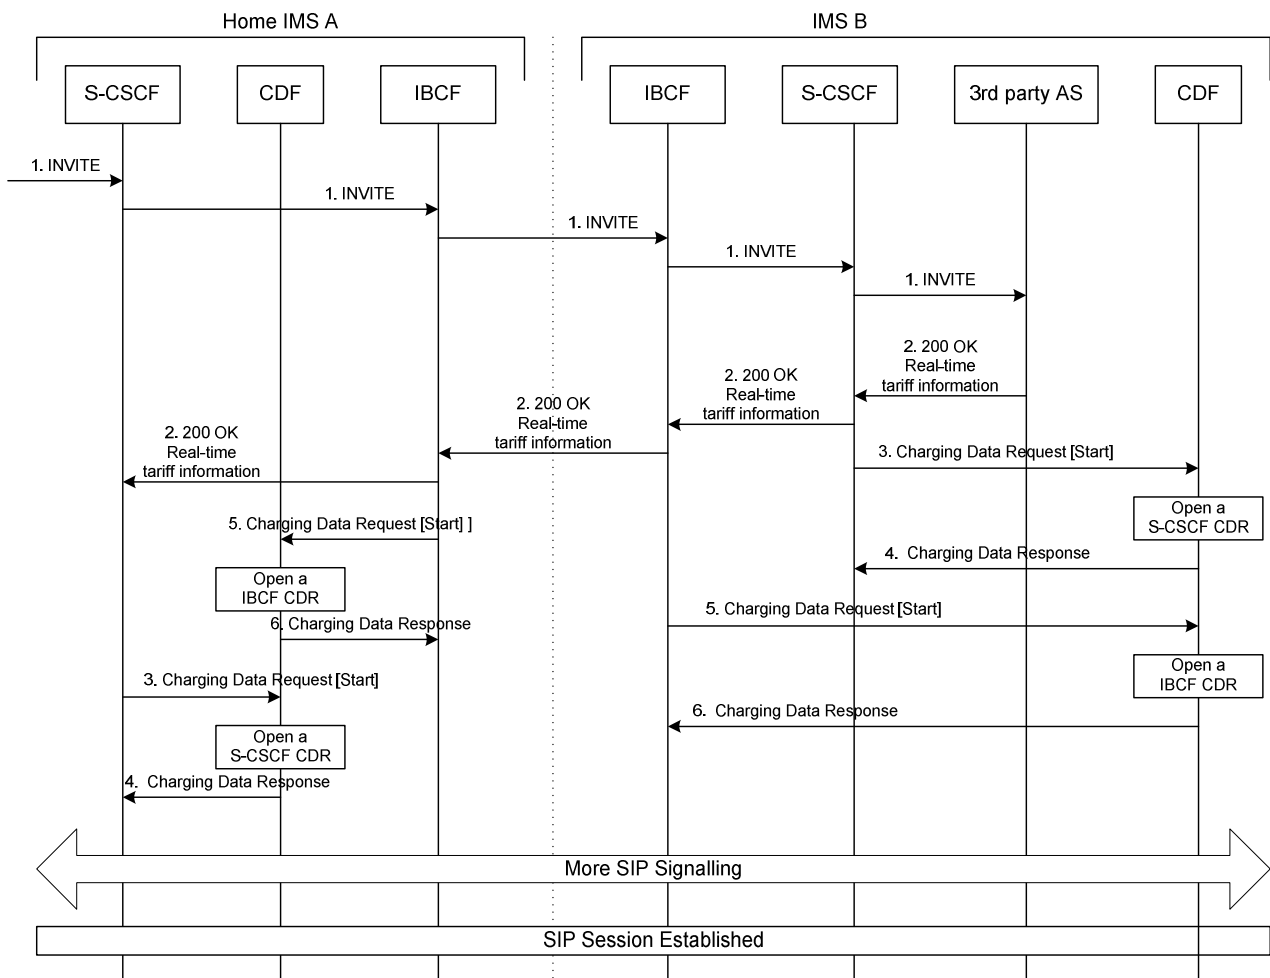 Home IMS A
IMS B
S-CSCF
CDF
IBCF
IBCF
S-CSCF
3rd party AS
CDF
1. INVITE
1. INVITE
1. INVITE
1. INVITE
1. INVITE
2. 200 OK
Real-time
tariff information
2. 200 OK
Real-time
tariff information
2. 200 OK
Real-time
tariff information
2. 200 OK
Real-time
tariff information
3. Charging Data Request [Start]
Open a
S-CSCF CDR
5. Charging Data Request [Start] ]
4. Charging Data Response
Open a
IBCF CDR
5. Charging Data Request [Start]
6. Charging Data Response
Open a
IBCF CDR
3. Charging Data Request [Start]
6. Charging Data Response
Open a
S-CSCF CDR
4. Charging Data Response
More SIP Signalling
SIP Session Established